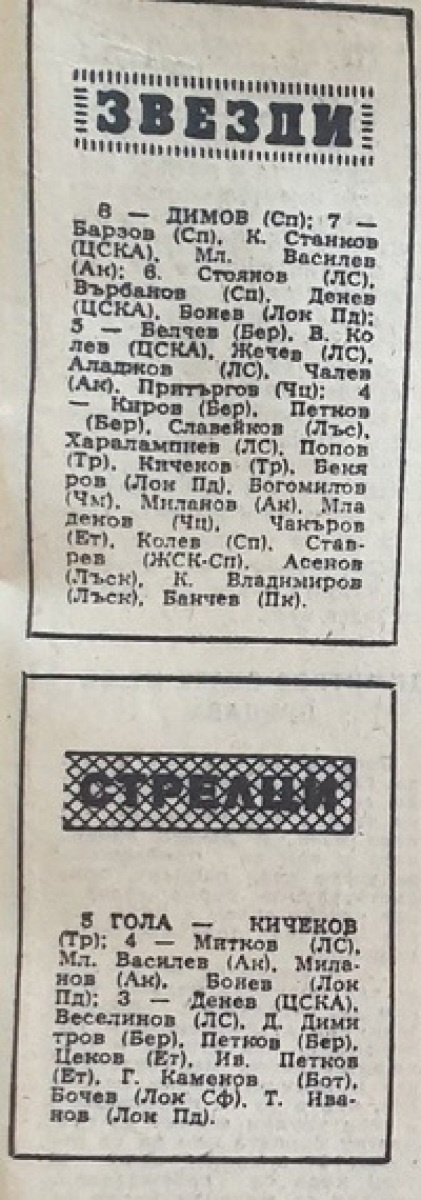 ЗВЕЗДИ
8 — ДИМОВ (Сп); 7 —
Барзов (Сп), К. Станков
(ЦСКА), Мл. Василев
(Ак); 6. Стоянов (ЛС),
Върбанов (Сп), Денев
(ЦСКА), Бонев (Лок Пд);
5 — Белчев (Бер), В. Ко
лев (ЦСКА), Жечев (ЛС),
Аладжов (ЛС), Чалев
(Ак), Притъргов (Чц); 4
— Киров (Бер), Петков
(Бер), Славейков (Лъс),
Харалампиев (ЛС), Попов
(Тр), Кичеков (Тр), Бекя
ров (Лок Пд), Богомилов
(Чм), Миланов (Ак), Мла
денов (Чц), Чакъров
(Ет), Колев (Сп), Став-
рев (ЖСК-Сп), Асенов
(Лъск), К. Владимиров
(Лъск), Банчев (Пк).
СТРЕЛЦИ
5 ГОЛА — КИЧЕКОВ
(Тр); 4 — Митков (ЛС),
Мл. Василев (Ак), Мила-
нов (Ак), Бонев (Лок
Пд); 3 — Денев (ЦСКА),
Веселинов (ЛС), Д. Дими
тров (Бер), Петков (Бер),
Цеков (Ет), Ив. Петков
(Ет), Г. Каменов (Бот),
Бочев (Лок Сф), Т. Ива-
нов (Лок Пд).